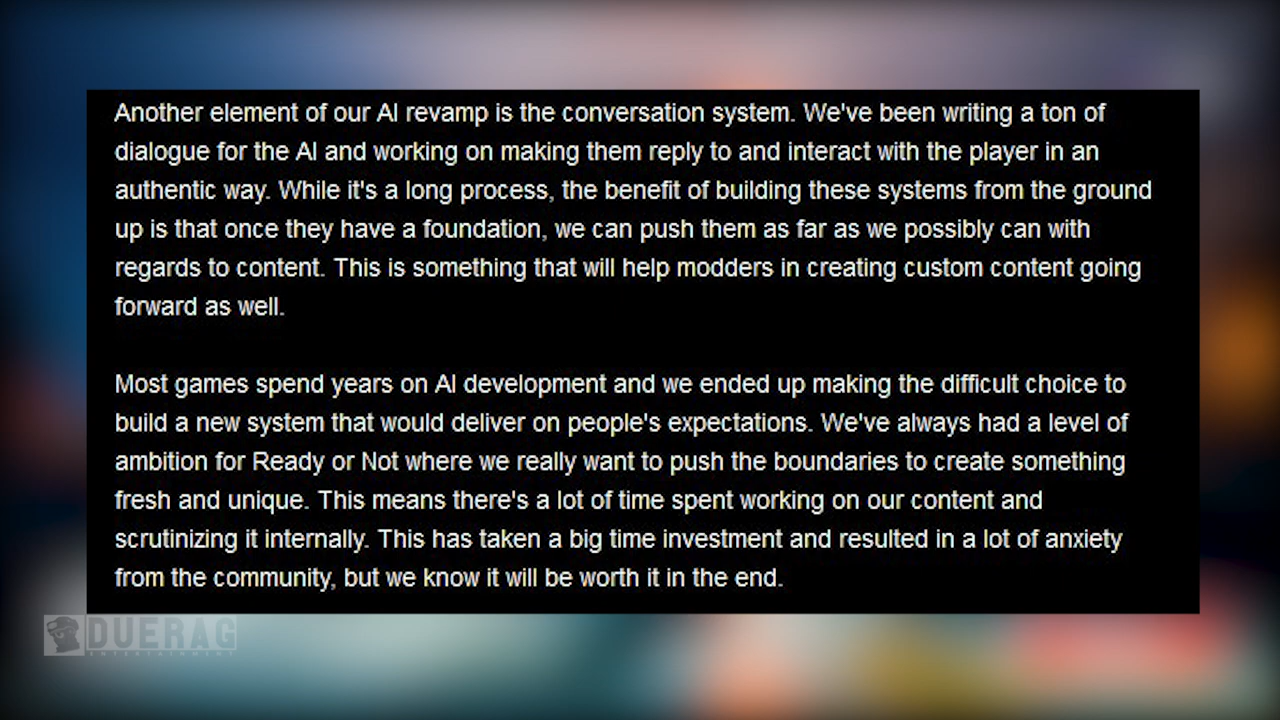 Another element of our AI revamp is the conversation system. We've been writing a ton of
dialogue for the AI and working on making them reply to and interact with the player in an
authentic way. While it's a long process, the benefit of building these systems from the ground
up is that once they have a foundation, we can push them as far as we possibly can with
regards to content. This is something that will help modders in creating custom content going
forward as well.
Most games spend years on AI development and we ended up making the difficult choice to
build a new system that would deliver on people's expectations. We've always had a level of
ambition for Ready or Not where we really want to push the boundaries to create something
fresh and unique. This means there's a lot of time spent working on our content and
scrutinizing it internally. This has taken a big time investment and resulted in a lot of anxiety
from the community, but we know it will be worth it in the end.
DUERAG
ENTERTAINMENT